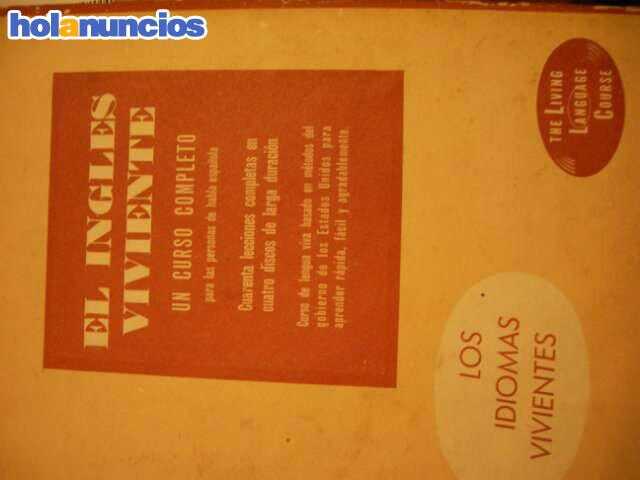 holanuncios
EL INGLES
VIVIENTE
UN CURSO COMPLETO
para las personas de habla española
Cuarenta lecciones completas en
cuatro discos de larga duración
Curso de lengua viva basado en métodos del
gobierno de los Estados Unidos para
aprender rápida, fácil y agradablemente.
THE LIVING
LANGUAGE
COURSE
LOS
IDIOMAS
VIVIENTES